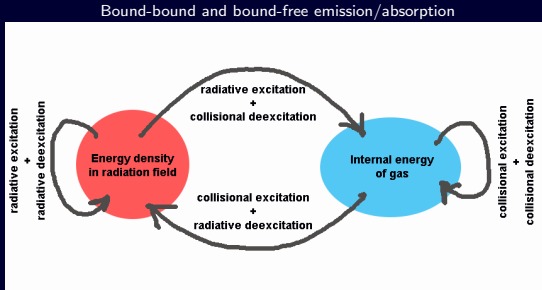 Bound-bound and bound-free emission/absorption
radiative excitation
+
radiative deexcitation
Energy density
in radiation field
radiative excitation
+
collisional deexcitation
collisional excitation
+
radiative deexcitation
Internal energy
of gas
collisional excitation
+
collisional deexcitation